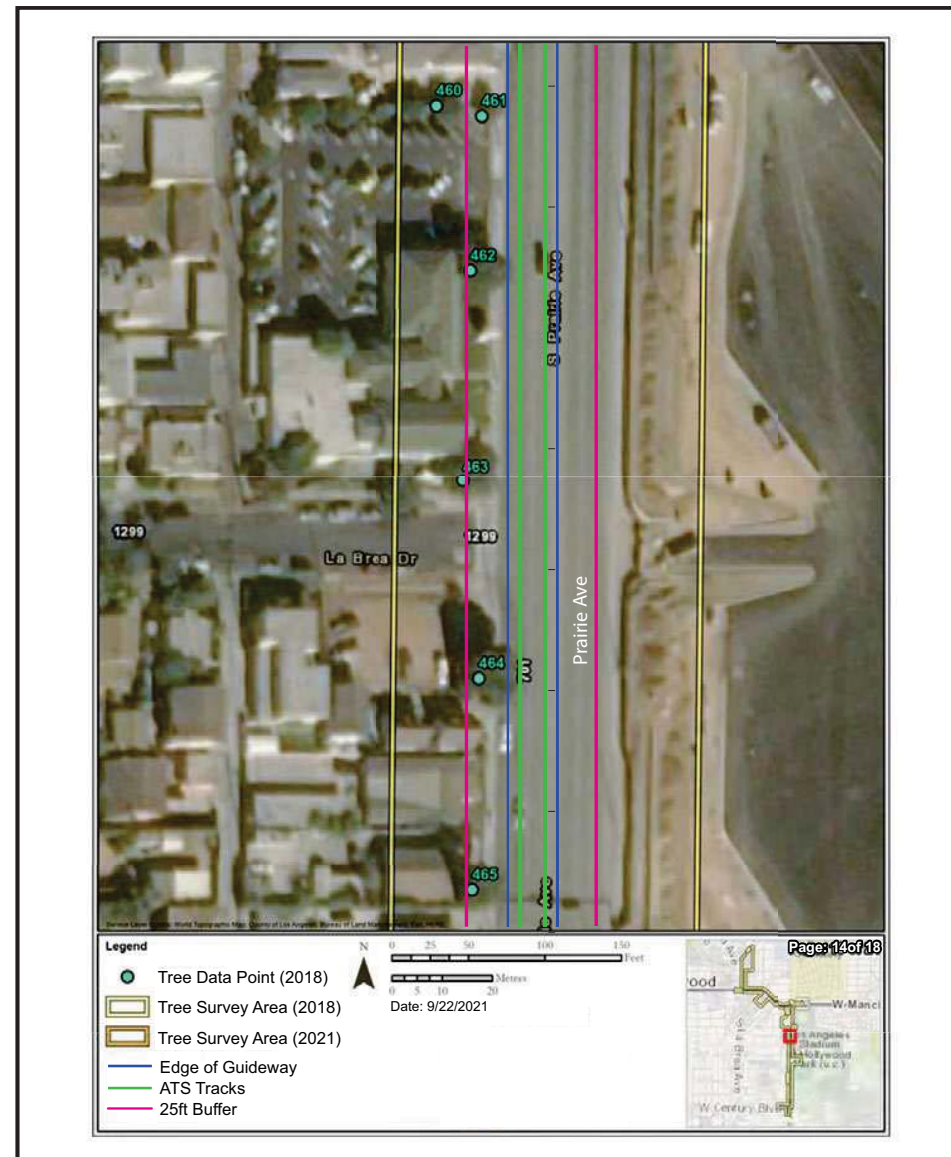 460
461
462
S Prairie Ave
463
1299
1299
La Brea Dr
Prairie Ave
464
465
Legend
Tree Data Point (2018)
Tree Survey Area (2018)
Tree Survey Area (2021)
Edge of Guideway
ATS Tracks
25ft Buffer
N
0 25 50 100 150
Feet
Meters
0 5 10 20
Date: 9/22/2021
Page: 14 of 18
W-Manci
Los Angeles
Stadium
Hollywood
Park (u.c.)
W Century Blv